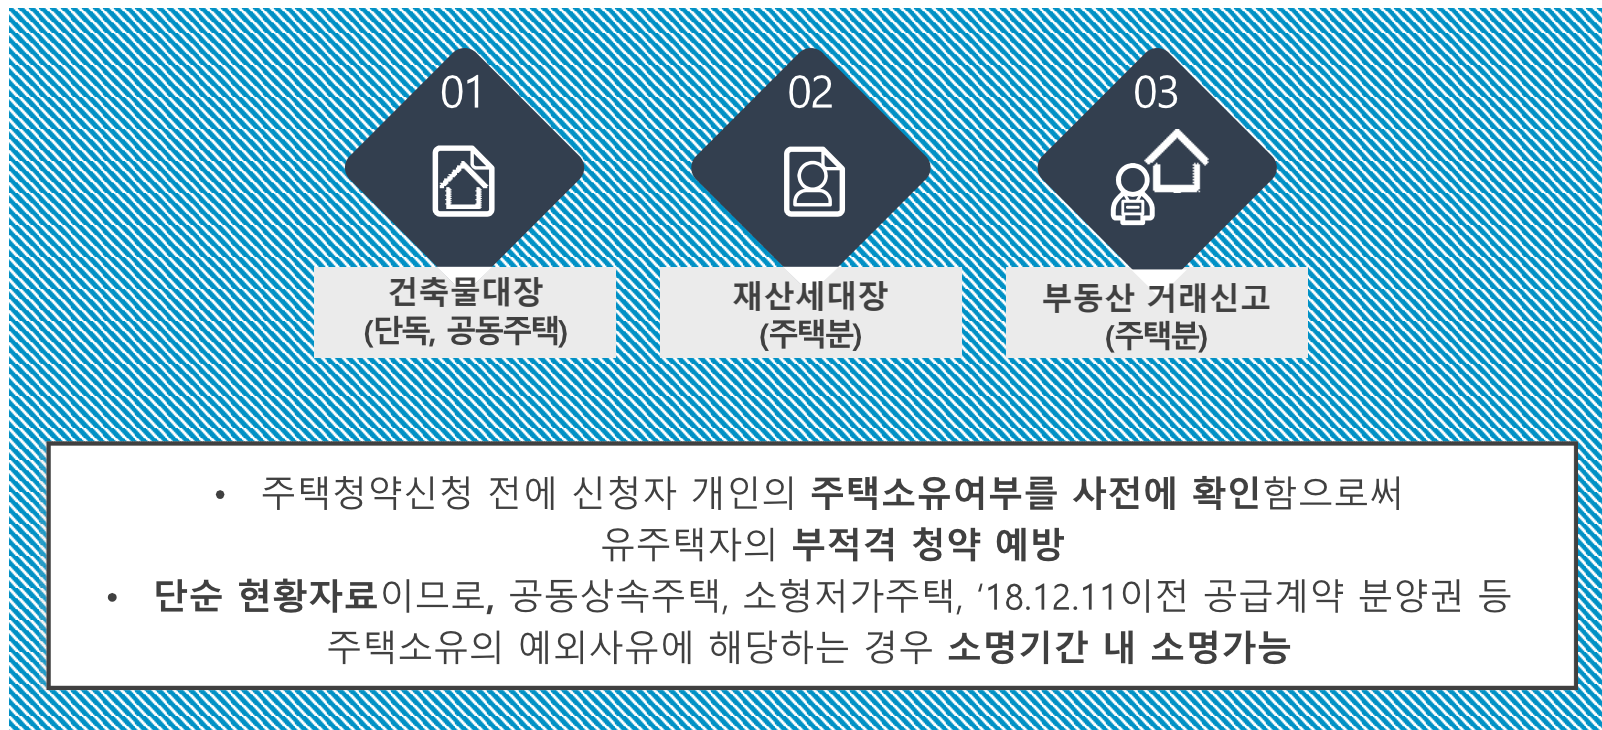 01
건축물대장
(단독, 공동주택)
02
재산세대장
(주택분)
03
부동산 거래신고
(주택분)
• 주택청약신청 전에 신청자 개인의 주택소유여부를 사전에 확인함으로써
유주택자의 부적격 청약 예방
• 단순 현황자료이므로, 공동상속주택, 소형저가주택, ‘18.12.11이전 공급계약 분양권 등
주택소유의 예외사유에 해당하는 경우 소명기간 내 소명가능